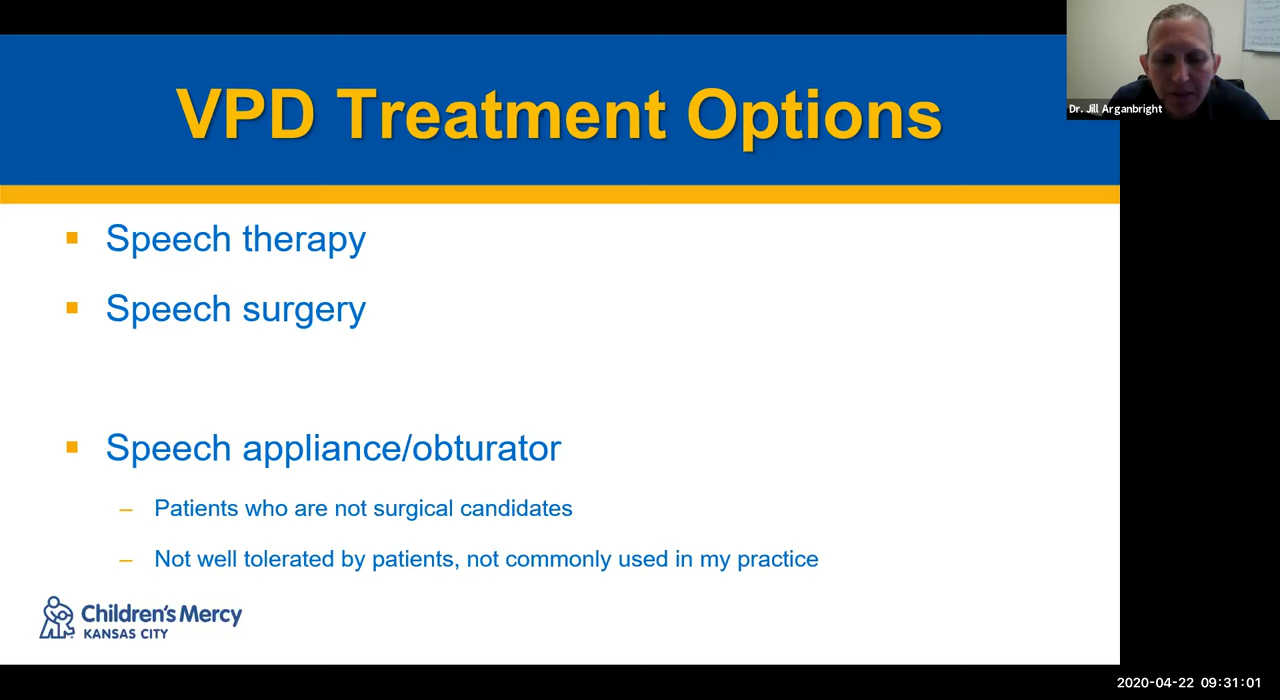 VPD Treatment Options
Dr. Jill Arganbright
▪ Speech therapy
▪ Speech surgery
▪ Speech appliance/obturator
– Patients who are not surgical candidates
– Not well tolerated by patients, not commonly used in my practice
Children's Mercy
KANSAS CITY
2020-04-22 09:31:01